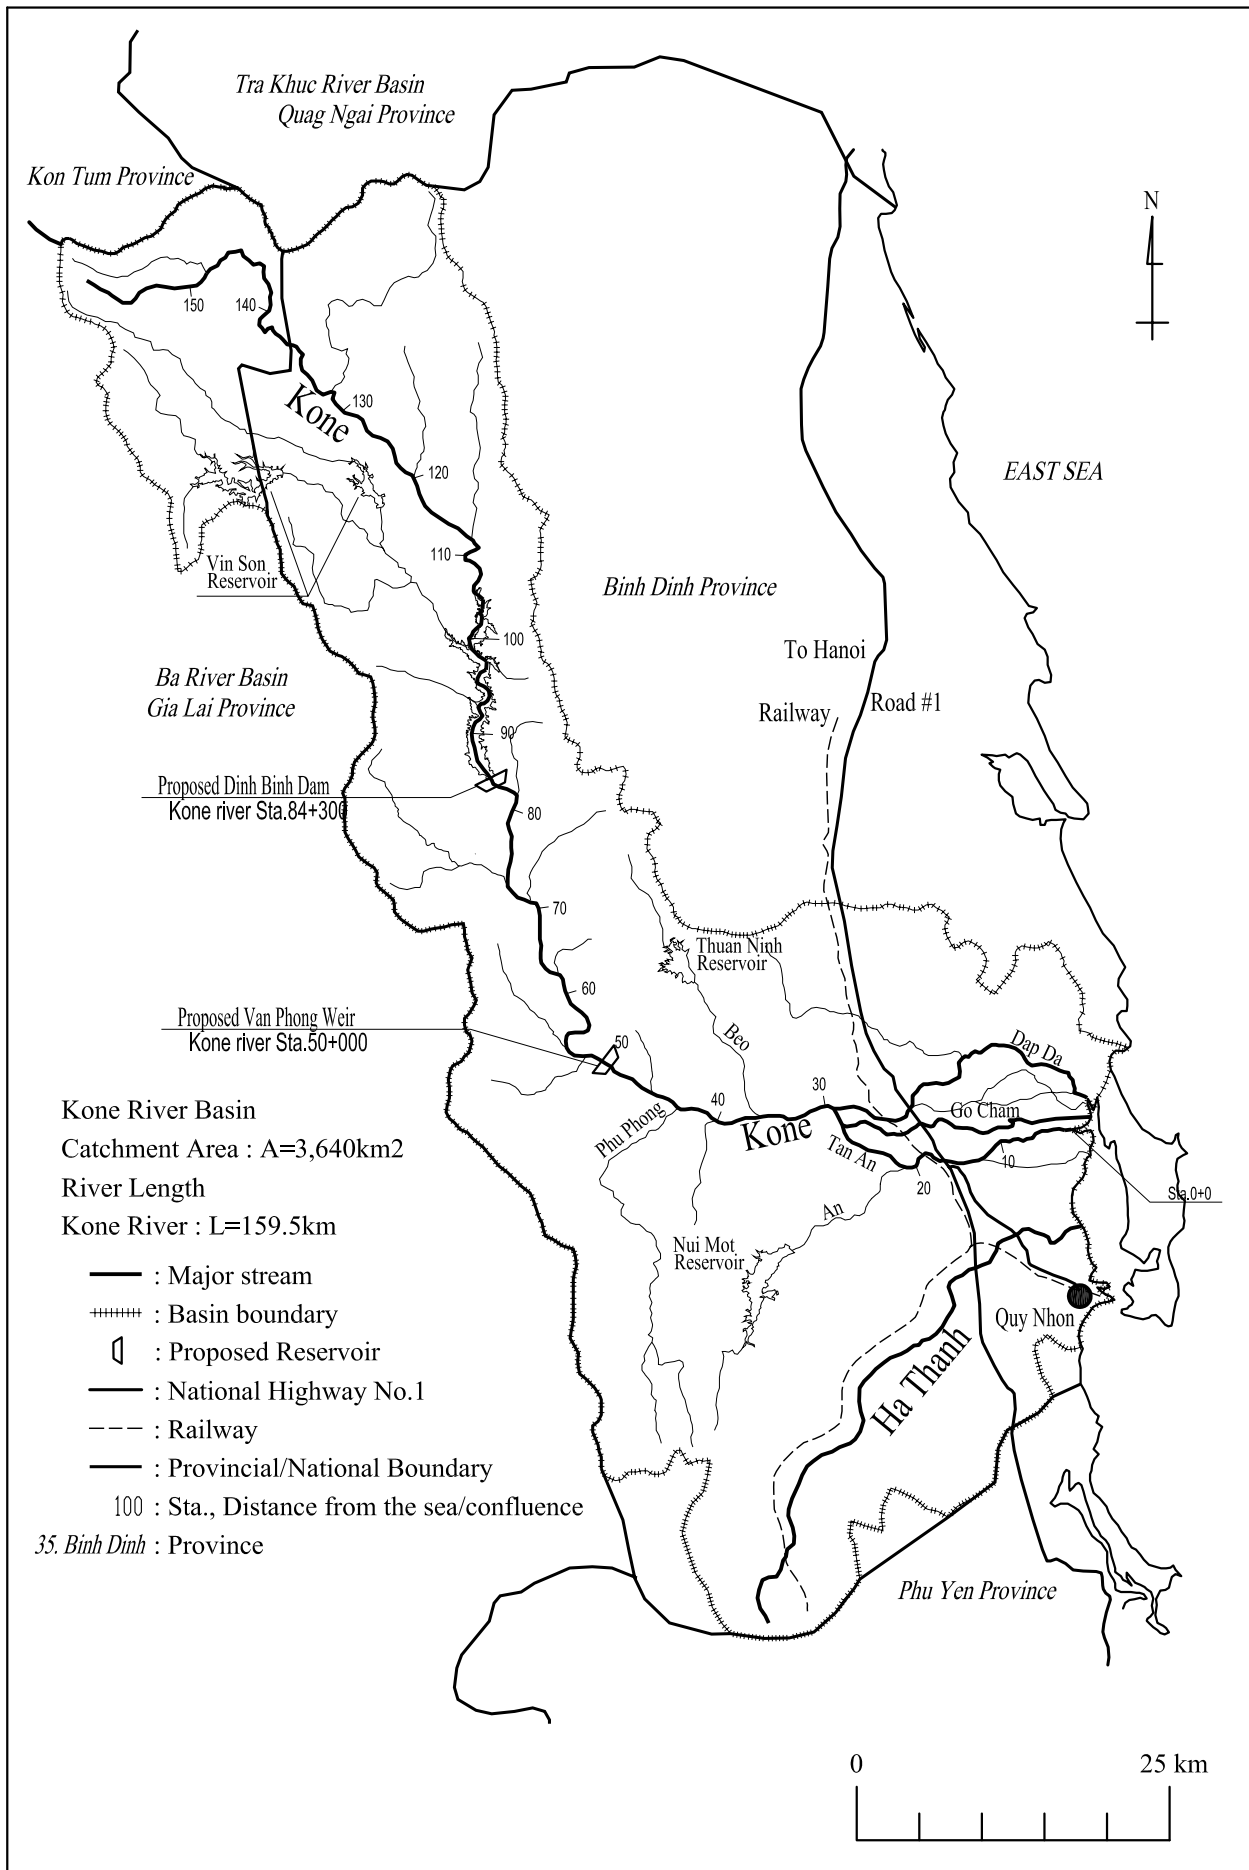 Tra Khuc River Basin
Quag Ngai Province
Kon Tum Province
N
150
140
Kone
130
120
EAST SEA
110
Vin Son
Reservoir
Binh Dinh Province
100
To Hanoi
Ba River Basin
Gia Lai Province
Road #1
Railway
90
Proposed Dinh Binh Dam
Kone river Sta.84+300
80
70
Thuan Ninh
Reservoir
60
Proposed Van Phong Weir
Kone river Sta.50+000
50
Beo
Dap Da
30
40
Phu Phong
Kone
Go Cham
Tan An
10
20
Sta.0+0
An
Nui Mot
Reservoir
Quy Nhon
Ha Thanh
Kone River Basin
Catchment Area : A=3,640km2
River Length
Kone River : L=159.5km
: Major stream
: Basin boundary
: Proposed Reservoir
: National Highway No.1
: Railway
: Provincial/National Boundary
100 : Sta., Distance from the sea/confluence
35. Binh Dinh : Province
Phu Yen Province
0 25 km